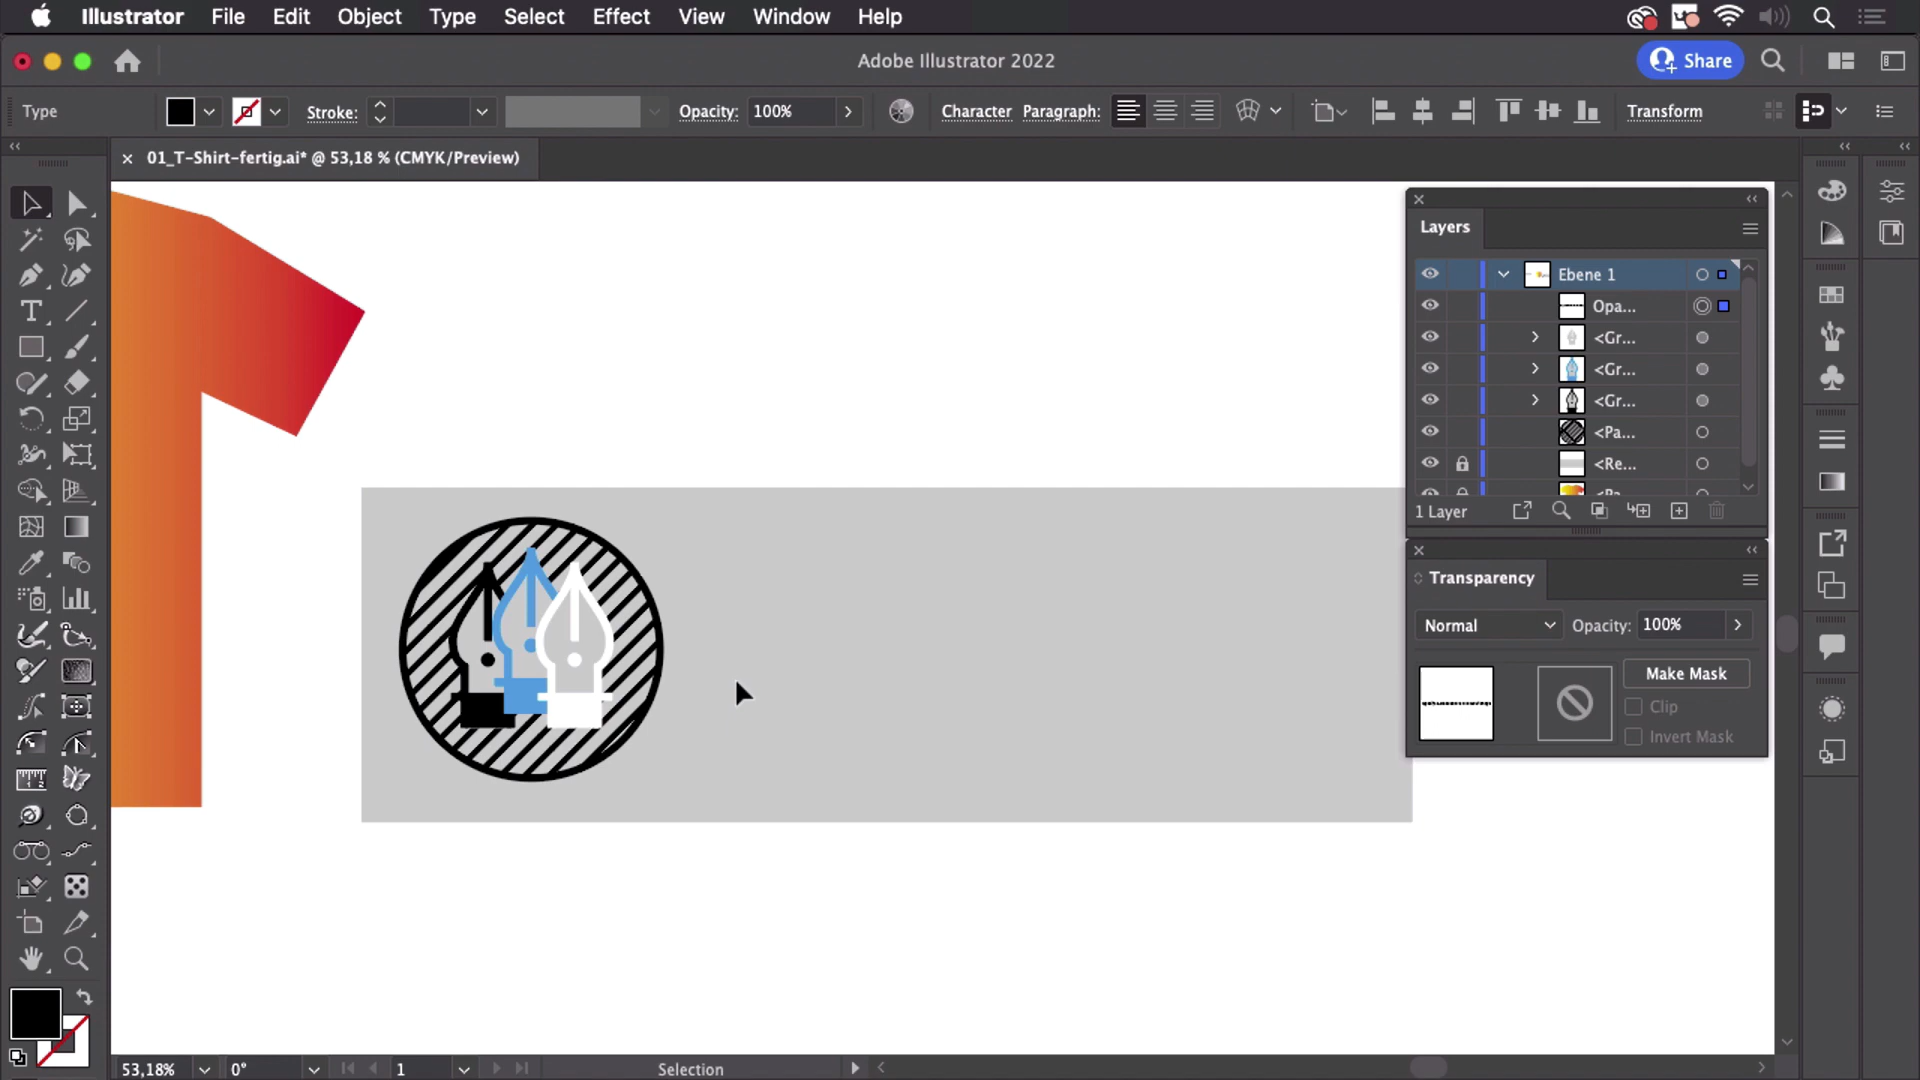 Illustrator File Edit Object Type Select Effect View Window Help
Adobe Illustrator 2022
Share
Type
Stroke:
Opacity: 100%
Character Paragraph:
Transform
01_T-Shirt-fertig.ai* @ 53,18 % (CMYK/Preview)
Layers
Ebene 1
Opa...
<Gr...
<Gr...
<Gr...
<Pa...
<Re...
<Pa...
1 Layer
Transparency
Normal
Opacity: 100%
Make Mask
Clip
Invert Mask
53,18% 0° 1 Selection